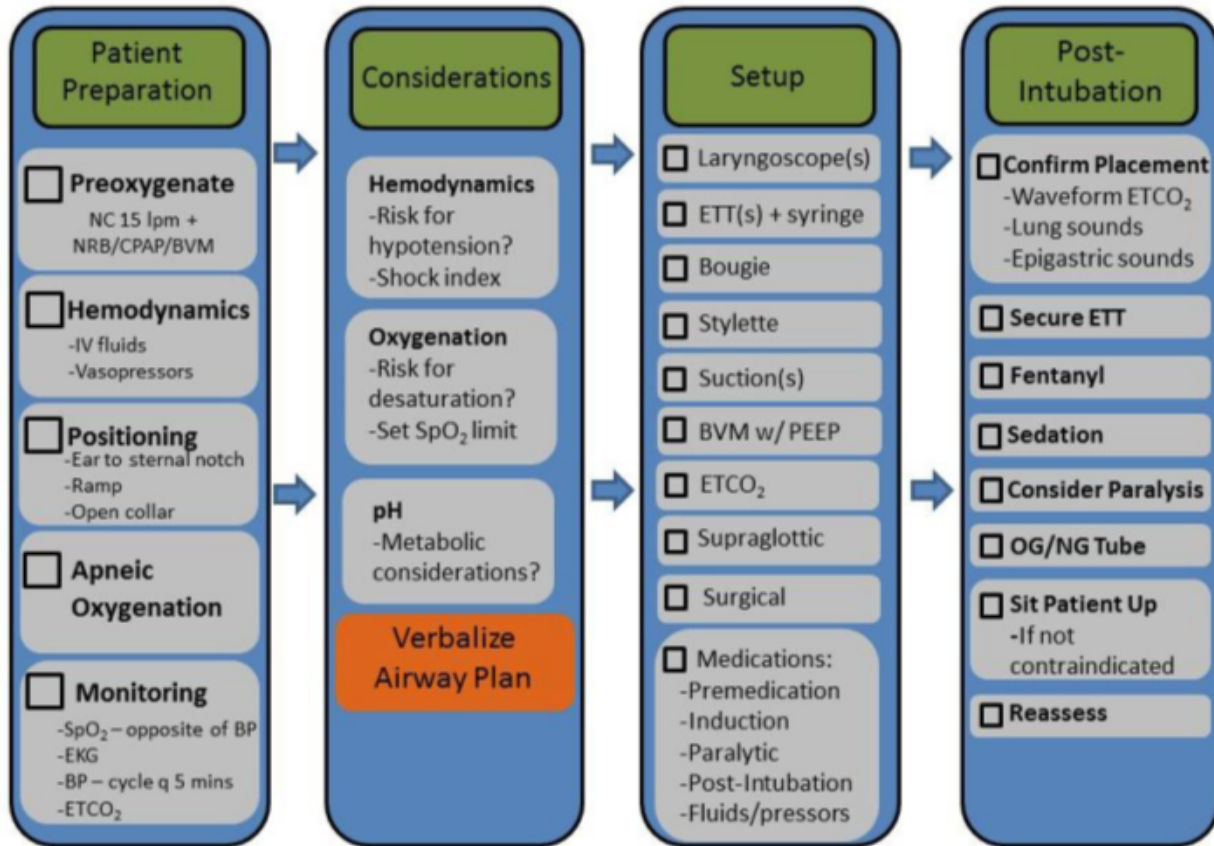 Patient
Preparation
Preoxygenate
NC 15 lpm +
NRB/CPAP/BVM
Hemodynamics
-IV fluids
-Vasopressors
Positioning
-Ear to sternal notch
-Ramp
-Open collar
Apneic
Oxygenation
Monitoring
-SpO₂ – opposite of BP
-EKG
-BP – cycle q 5 mins
-ETCO₂
Considerations
Hemodynamics
-Risk for
hypotension?
-Shock index
Oxygenation
-Risk for
desaturation?
-Set SpO₂ limit
pH
-Metabolic
considerations?
Verbalize
Airway Plan
Setup
Laryngoscope(s)
ETT(s) + syringe
Bougie
Stylette
Suction(s)
BVM w/ PEEP
ETCO₂
Supraglottic
Surgical
Medications:
-Premedication
-Induction
-Paralytic
-Post-Intubation
-Fluids/pressors
Post-
Intubation
Confirm Placement
-Waveform ETCO₂
-Lung sounds
-Epigastric sounds
Secure ETT
Fentanyl
Sedation
Consider Paralysis
OG/NG Tube
Sit Patient Up
-If not
contraindicated
Reassess